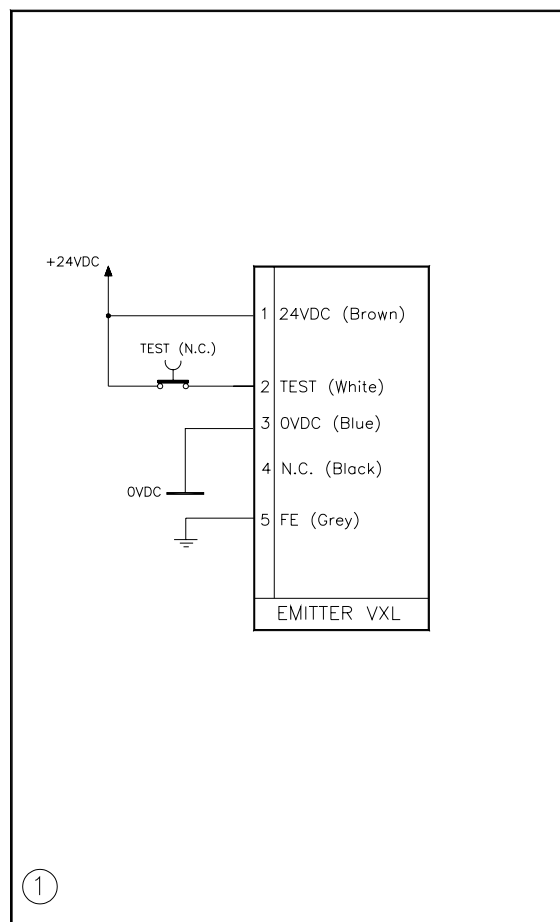 +24VDC
1 24VDC (Brown)
TEST (N.C.)
2 TEST (White)
3 0VDC (Blue)
4 N.C. (Black)
0VDC
5 FE (Grey)
EMITTER VXL
1